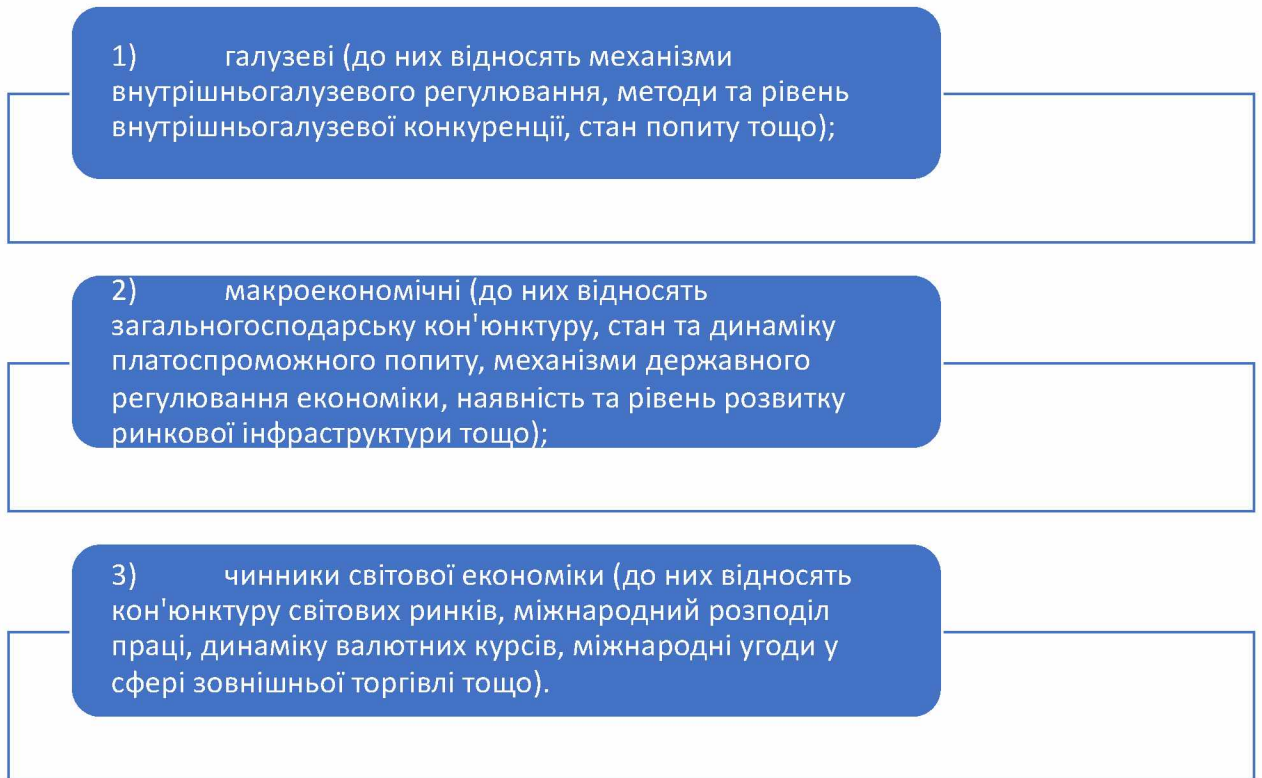 1) галузеві (до них відносять механізми
внутрішньогалузевого регулювання, методи та рівень
внутрішньогалузевої конкуренції, стан попиту тощо);
2) макроекономічні (до них відносять
загальногосподарську кон'юнктуру, стан та динаміку
платоспроможного попиту, механізми державного
регулювання економіки, наявність та рівень розвитку
ринкової інфраструктури тощо);
3) чинники світової економіки (до них відносять
кон'юнктуру світових ринків, міжнародний розподіл
праці, динаміку валютних курсів, міжнародні угоди у
сфері зовнішньої торгівлі тощо).